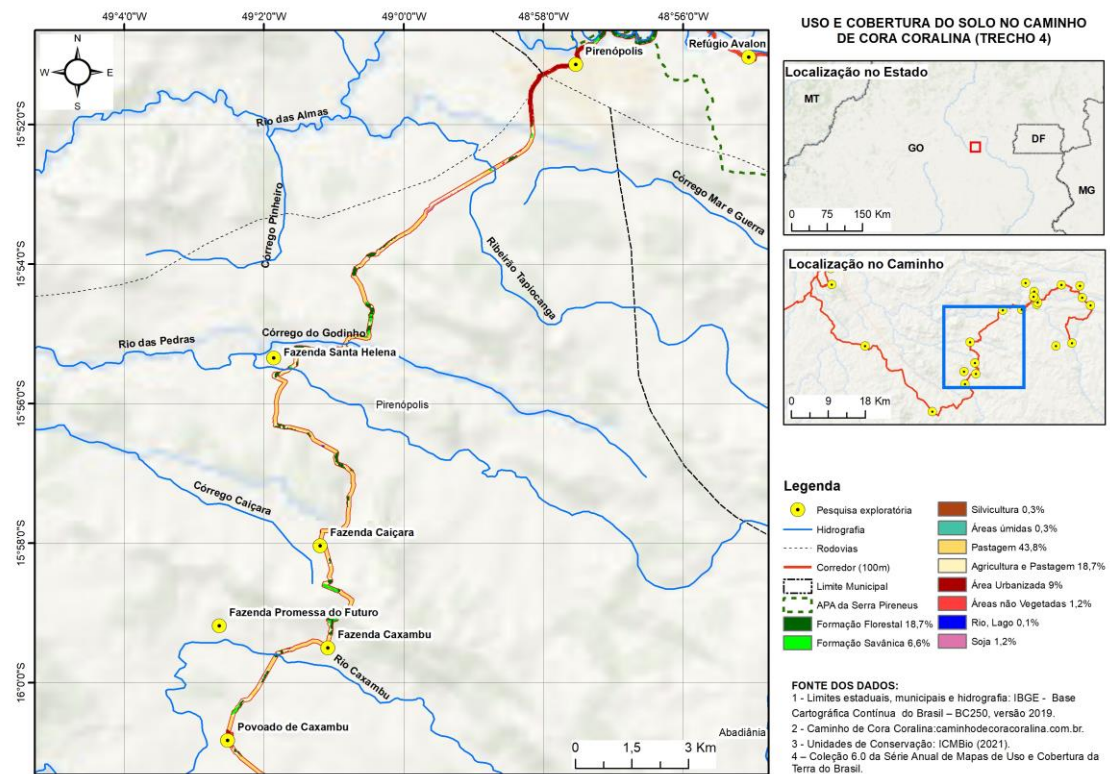 49°4'0"W
49°2'0"W
49°0'0"W
48°58'0"W
48°56'0"W
N
W
E
S
15°52'0"S
15°54'0"S
15°56'0"S
15°58'0"S
16°0'0"S
Pirenópolis
Refúgio Avalon
Rio das Almas
Córrego Pinheiro
Córrego Mar e Guerra
Ribeirão Tapiocanga
Córrego do Godinho
Rio das Pedras
Fazenda Santa Helena
Pirenópolis
Córrego Caiçara
Fazenda Caiçara
Fazenda Promessa do Futuro
Fazenda Caxambu
Rio Caxambu
Povoado de Caxambu
Abadiânia
0 1,5 3 Km
USO E COBERTURA DO SOLO NO CAMINHO
DE CORA CORALINA (TRECHO 4)
Localização no Estado
MT
GO
DF
MG
0 75 150 Km
Localização no Caminho
0 9 18 Km
Legenda
Pesquisa exploratória
Hidrografia
Rodovias
Corredor (100m)
Limite Municipal
APA da Serra Pireneus
Formação Florestal 18,7%
Formação Savânica 6,6%
Silvicultura 0,3%
Áreas úmidas 0,3%
Pastagem 43,8%
Agricultura e Pastagem 18,7%
Área Urbanizada 9%
Áreas não Vegetadas 1,2%
Rio, Lago 0,1%
Soja 1,2%
FONTE DOS DADOS:
1 - Limites estaduais, municipais e hidrografia: IBGE - Base
Cartográfica Contínua do Brasil – BC250, versão 2019.
2 - Caminho de Cora Coralina:caminhodecoracoralina.com.br.
3 - Unidades de Conservação: ICMBio (2021).
4 – Coleção 6.0 da Série Anual de Mapas de Uso e Cobertura da
Terra do Brasil.